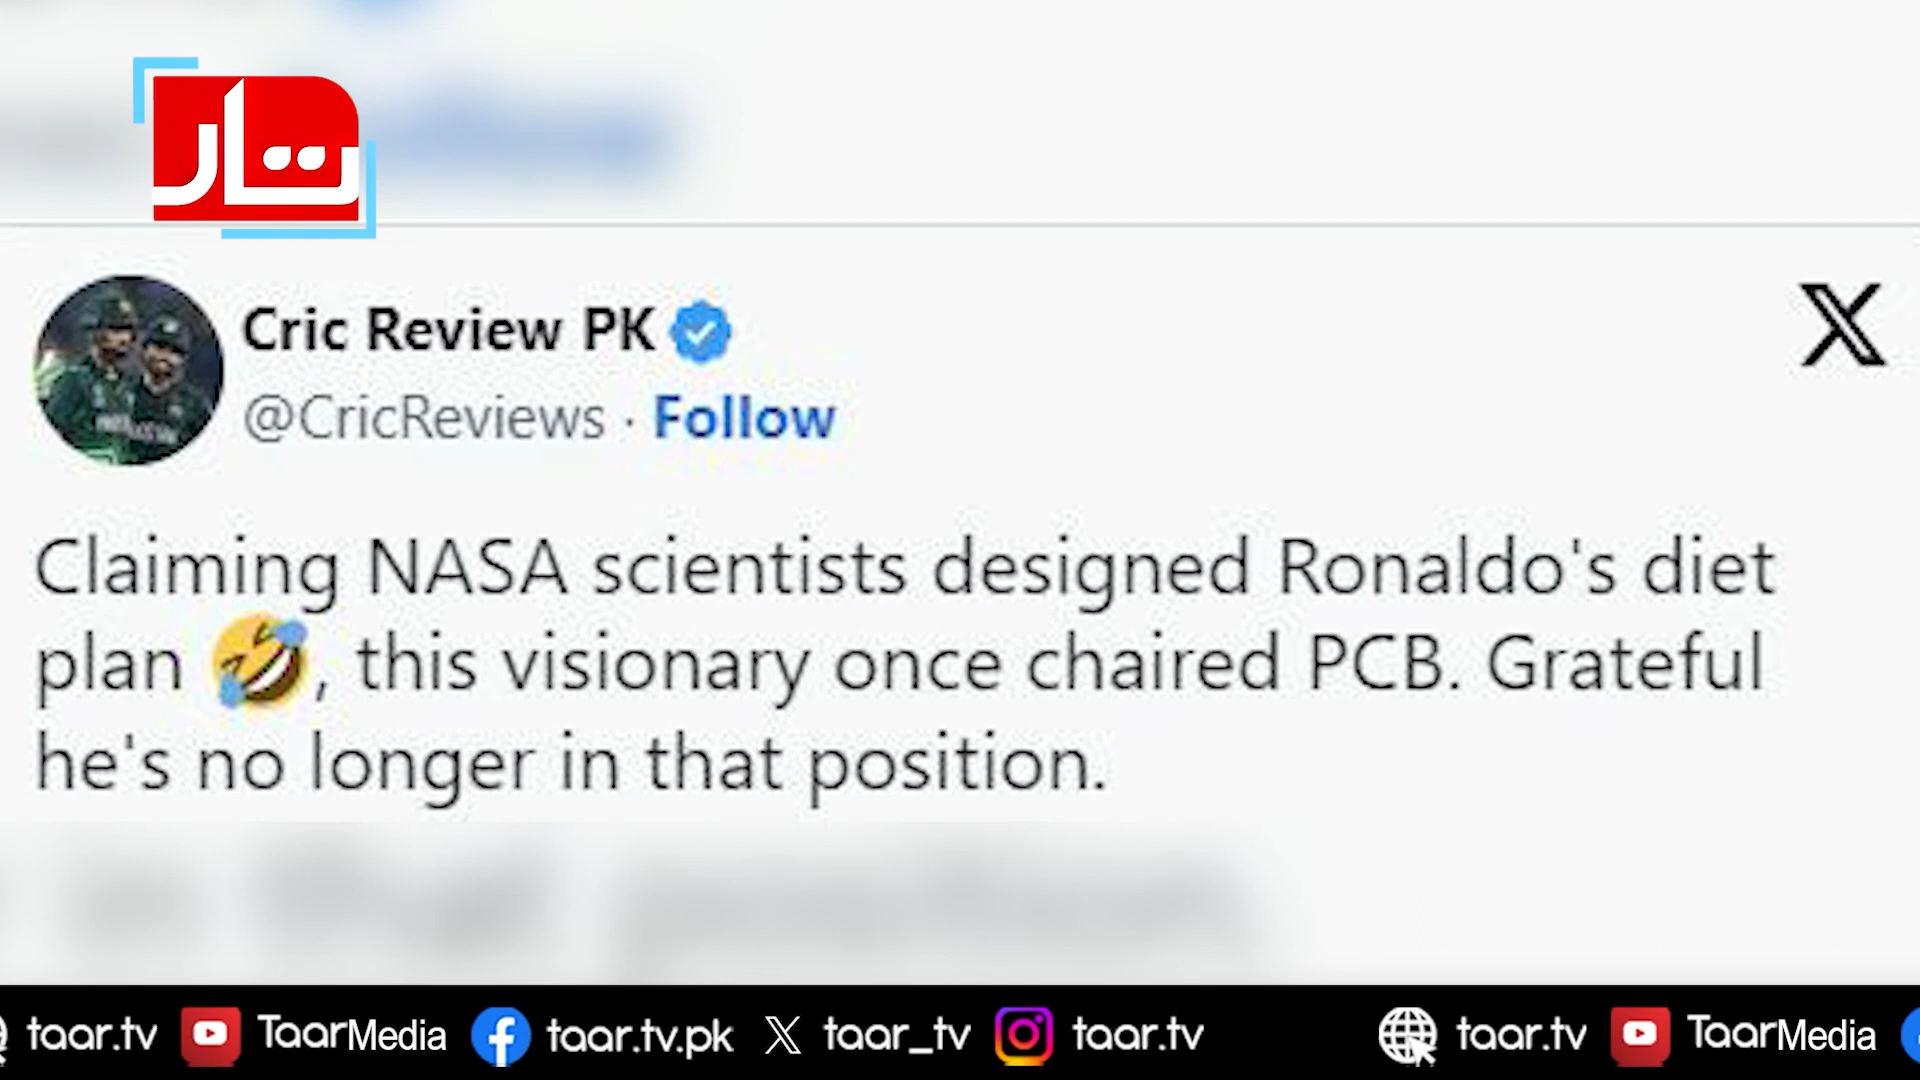 تار
Cric Review PK
@CricReviews · Follow
Claiming NASA scientists designed Ronaldo's diet
plan 🤣, this visionary once chaired PCB. Grateful
he's no longer in that position.
taar.tv TaarMedia taar.tv.pk taar_tv taar.tv taar.tv TaarMedia